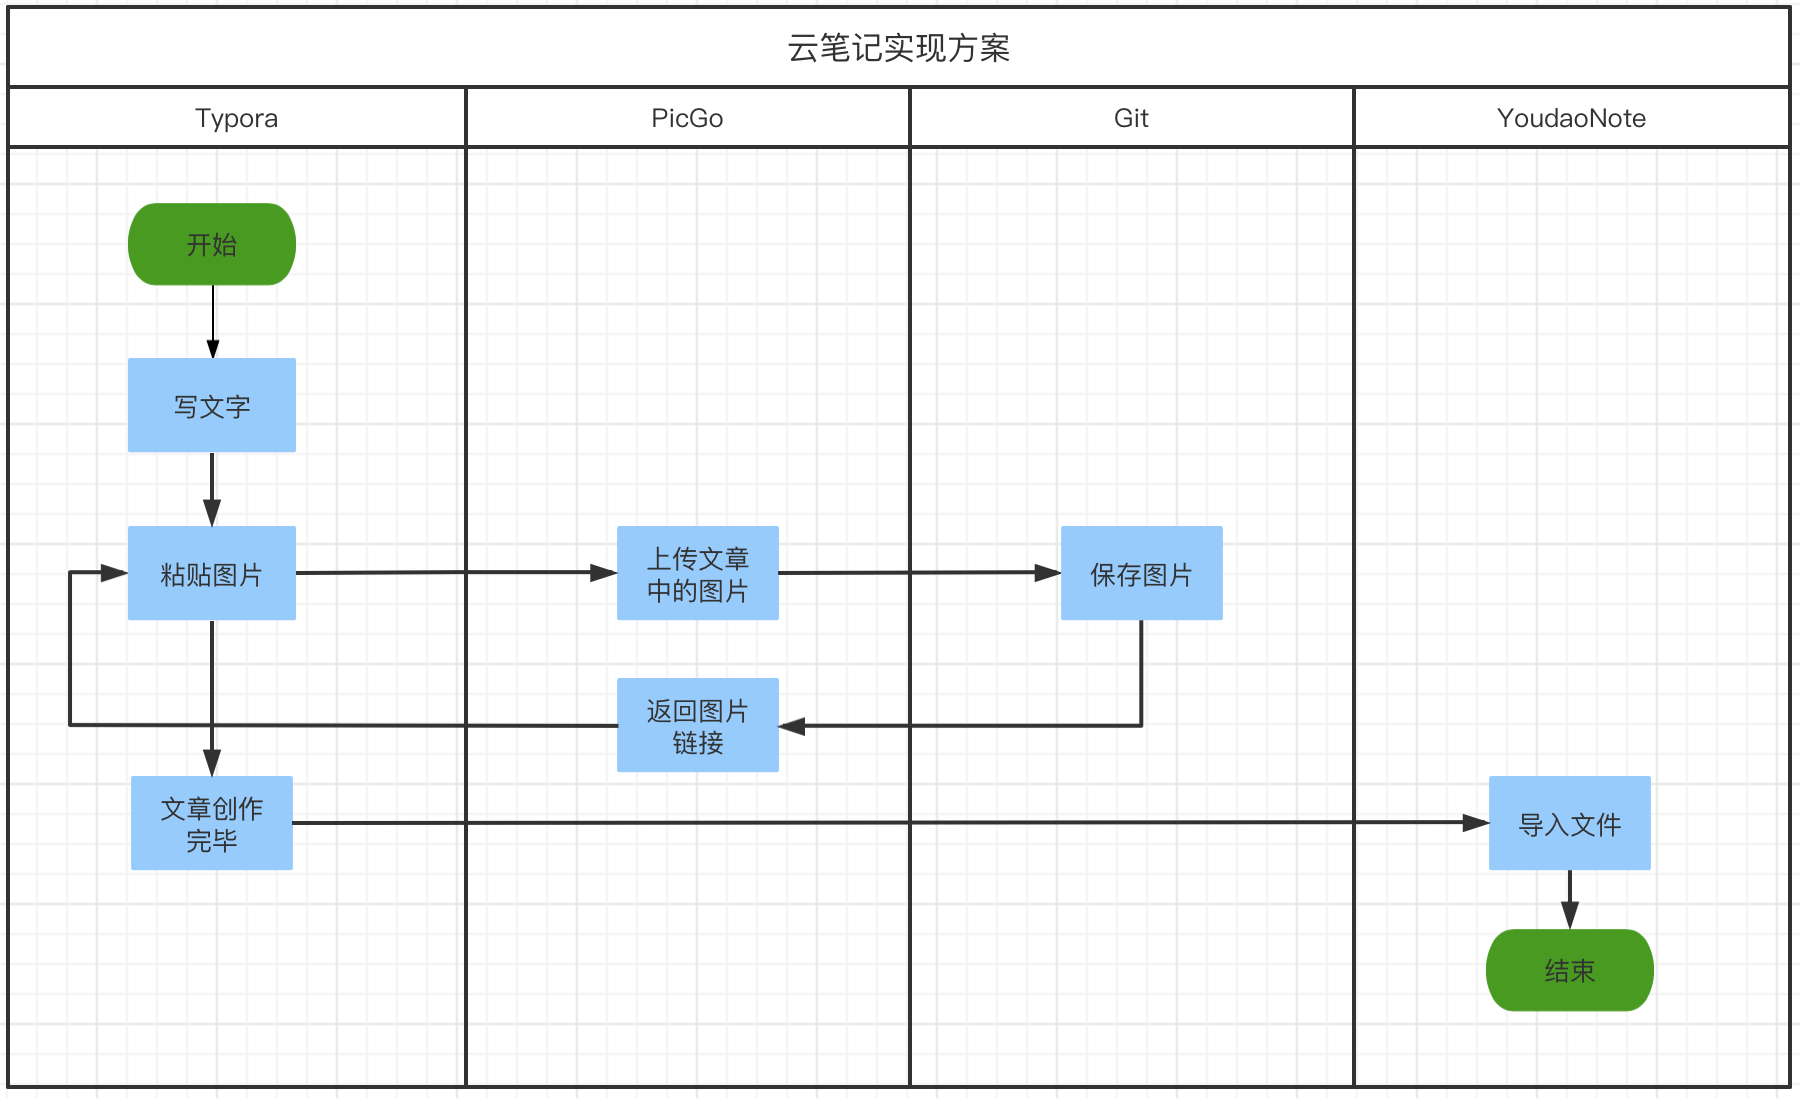 云笔记实现方案
Typora
PicGo
Git
YoudaoNote
开始
写文字
粘贴图片
上传文章
中的图片
保存图片
返回图片
链接
文章创作
完毕
导入文件
结束